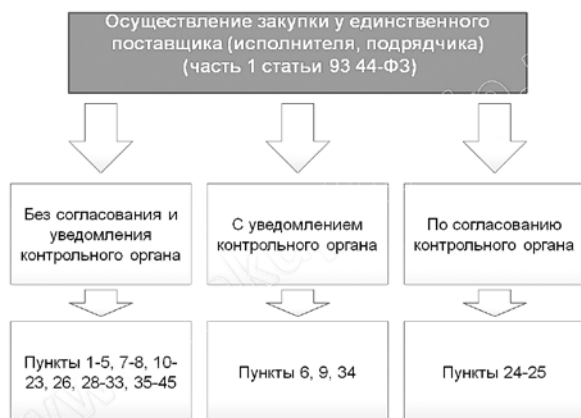 Осуществление закупки у единственного
поставщика (исполнителя, подрядчика)
(часть 1 статьи 93 44-ФЗ)
Без согласования и
уведомления
контрольного органа
С уведомлением
контрольного органа
По согласованию
контрольного органа
Пункты 1-5, 7-8, 10-
23, 26, 28-33, 35-45
Пункты 6, 9, 34
Пункты 24-25